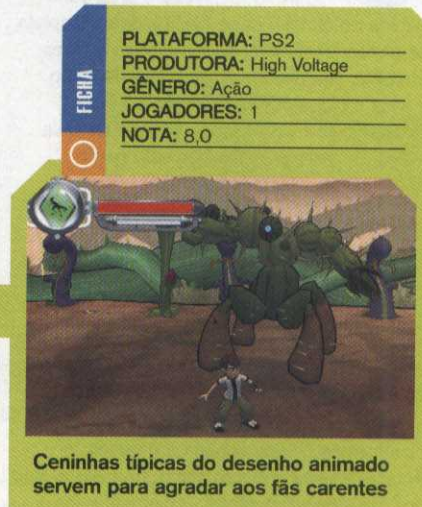 FICHA
PLATAFORMA: PS2
PRODUTORA: High Voltage
GÊNERO: Ação
JOGADORES: 1
NOTA: 8,0
Ceninhas típicas do desenho animado
servem para agradar aos fãs carentes